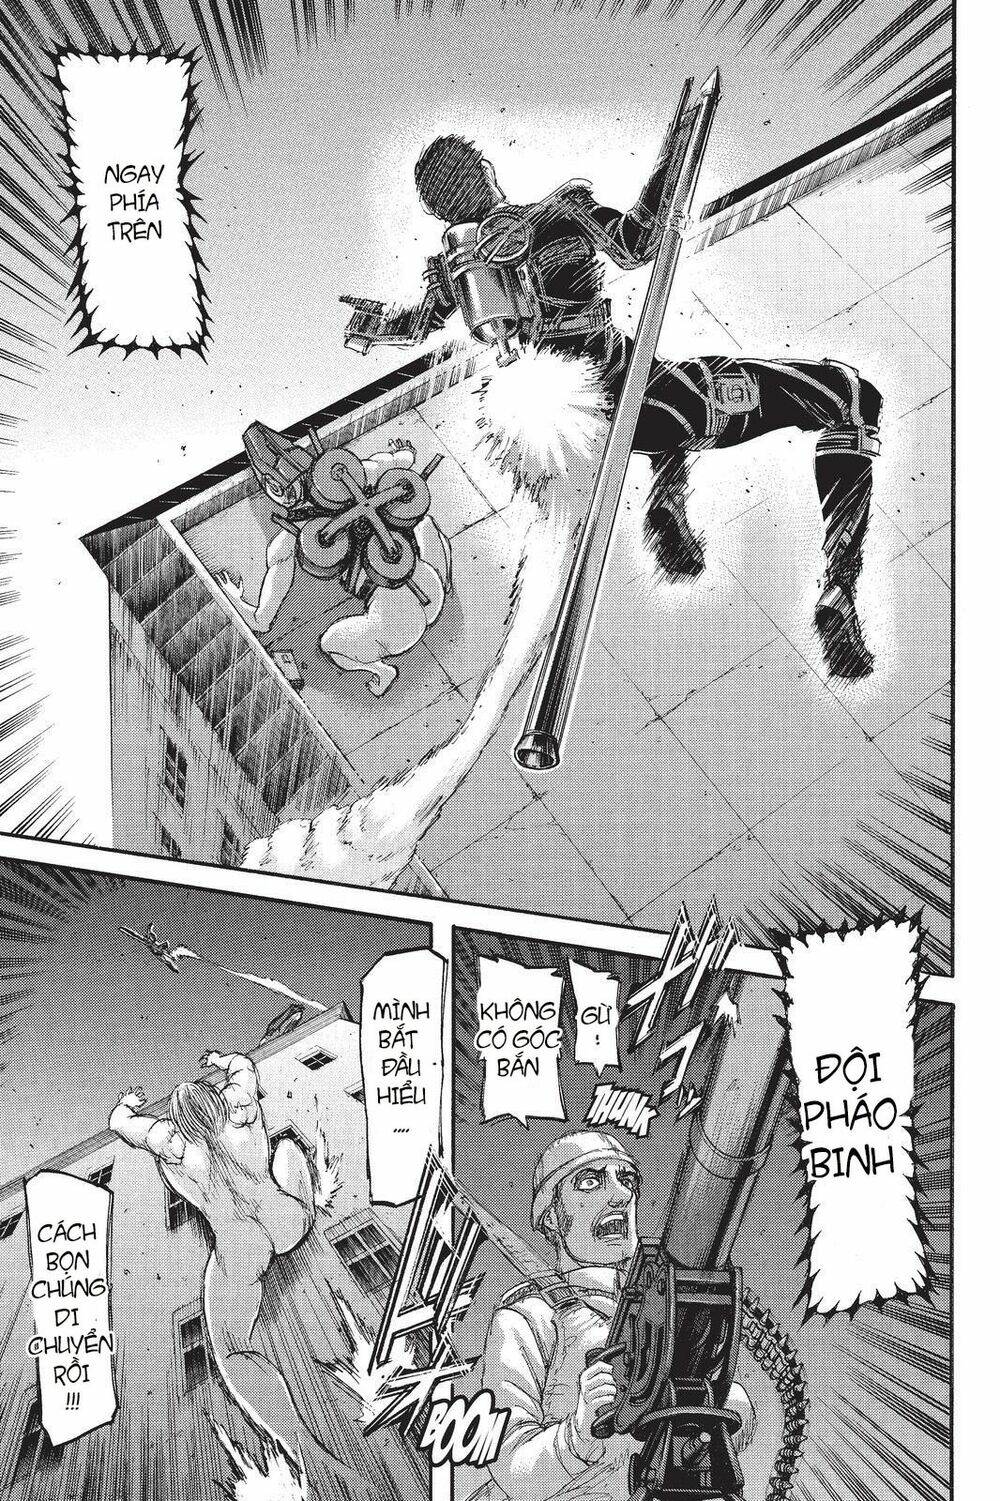 NGAY
PHÍA
TRÊN
ĐỘI
PHÁO
BINH
GỪ
!
KHÔNG
CÓ GÓC
BẮN
THUNK
BOOM
MÌNH
BẮT
ĐẦU
HIỂU
....
CÁCH
BỌN
CHÚNG
DI
CHUYỂN
RỒI
!!!